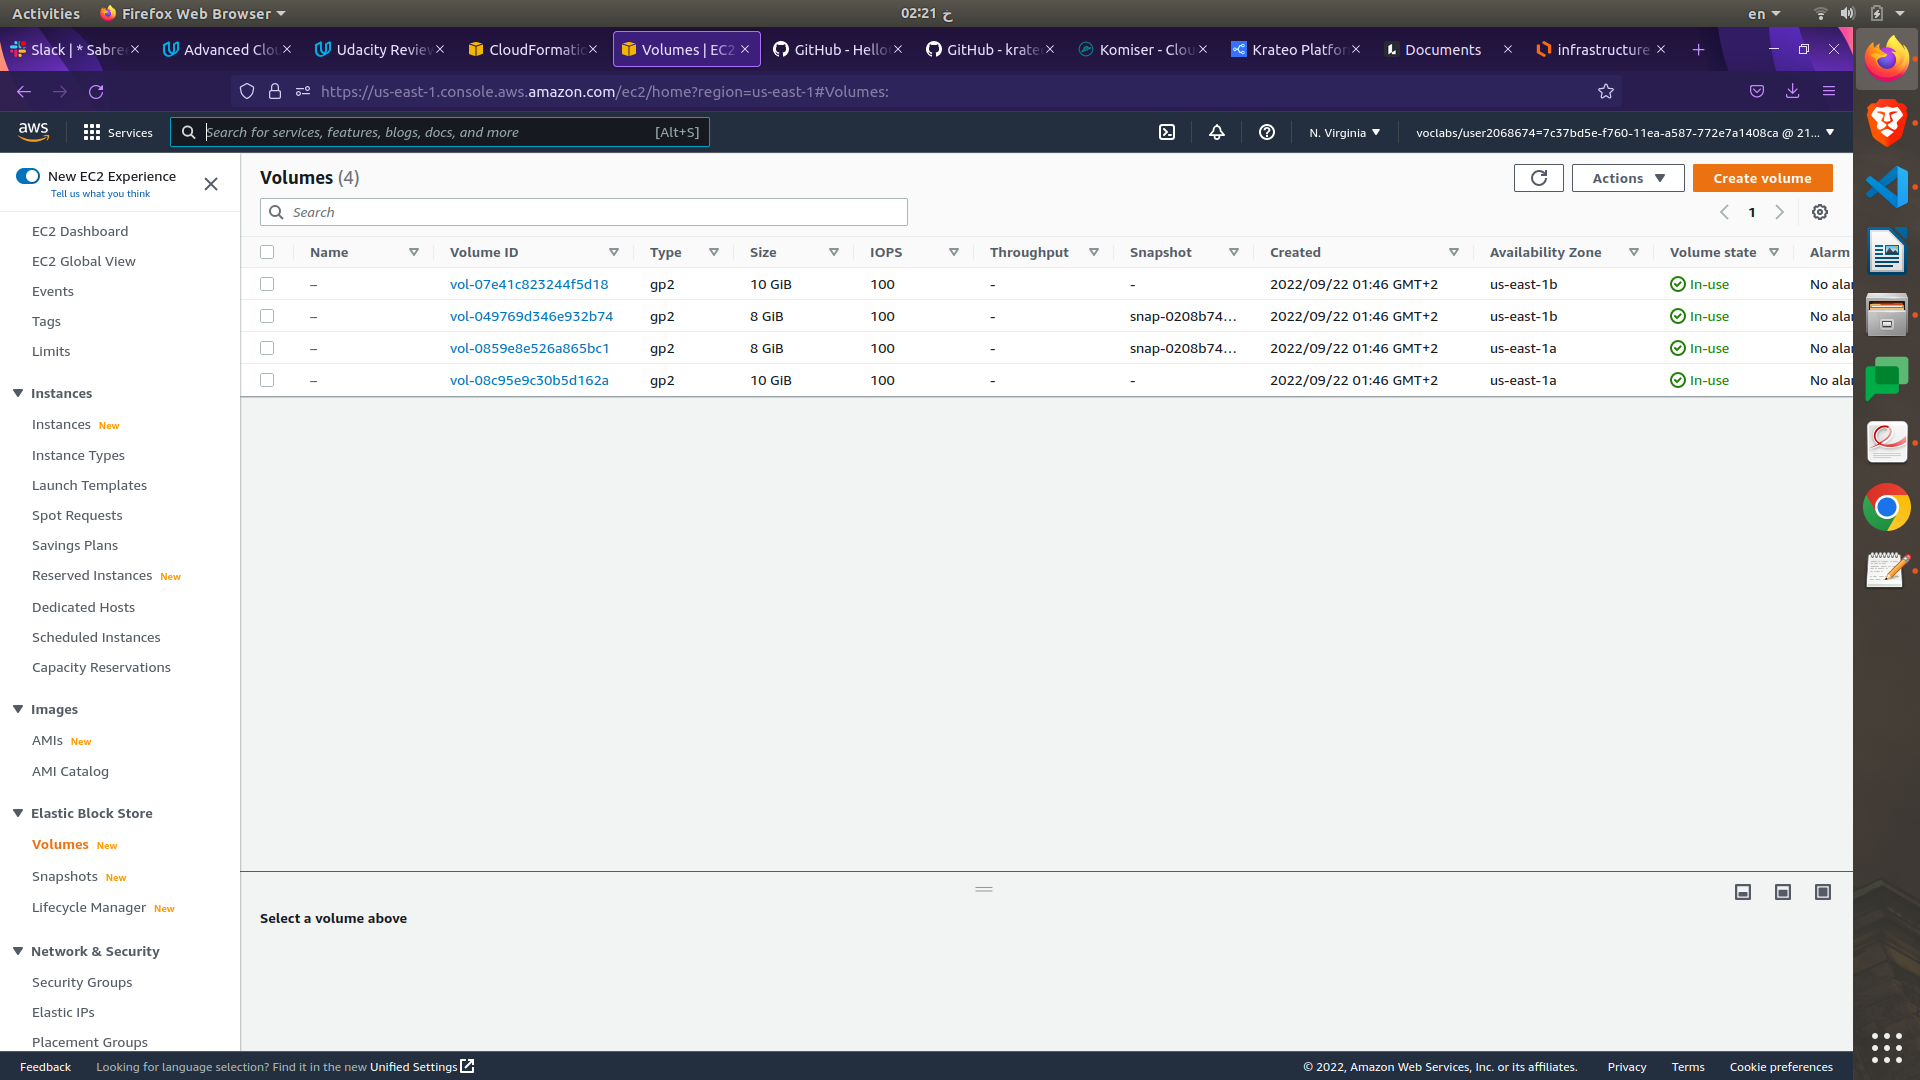 Activities Firefox Web Browser ح 02:21 en
Slack | * Sabre Advanced Clou Udacity Review CloudFormatio Volumes | EC2 GitHub - Hello GitHub - krate Komiser - Clou Krateo Platfor Documents infrastructure
https://us-east-1.console.aws.amazon.com/ec2/home?region=us-east-1#Volumes:
aws Services Search for services, features, blogs, docs, and more [Alt+S] N. Virginia voclabs/user2068674=7c37bd5e-f760-11ea-a587-772e7a1408ca @ 21...
New EC2 Experience
Tell us what you think
EC2 Dashboard
EC2 Global View
Events
Tags
Limits
Instances
Instances New
Instance Types
Launch Templates
Spot Requests
Savings Plans
Reserved Instances New
Dedicated Hosts
Scheduled Instances
Capacity Reservations
Images
AMIs New
AMI Catalog
Elastic Block Store
Volumes New
Snapshots New
Lifecycle Manager New
Network & Security
Security Groups
Elastic IPs
Placement Groups
Volumes (4) Actions Create volume
Search 1
Name Volume ID Type Size IOPS Throughput Snapshot Created Availability Zone Volume state Alarm
– vol-07e41c823244f5d18 gp2 10 GiB 100 - - 2022/09/22 01:46 GMT+2 us-east-1b In-use No alar
– vol-049769d346e932b74 gp2 8 GiB 100 - snap-0208b74... 2022/09/22 01:46 GMT+2 us-east-1b In-use No alar
– vol-0859e8e526a865bc1 gp2 8 GiB 100 - snap-0208b74... 2022/09/22 01:46 GMT+2 us-east-1a In-use No alar
– vol-08c95e9c30b5d162a gp2 10 GiB 100 - - 2022/09/22 01:46 GMT+2 us-east-1a In-use No alar
Select a volume above
Feedback Looking for language selection? Find it in the new Unified Settings © 2022, Amazon Web Services, Inc. or its affiliates. Privacy Terms Cookie preferences